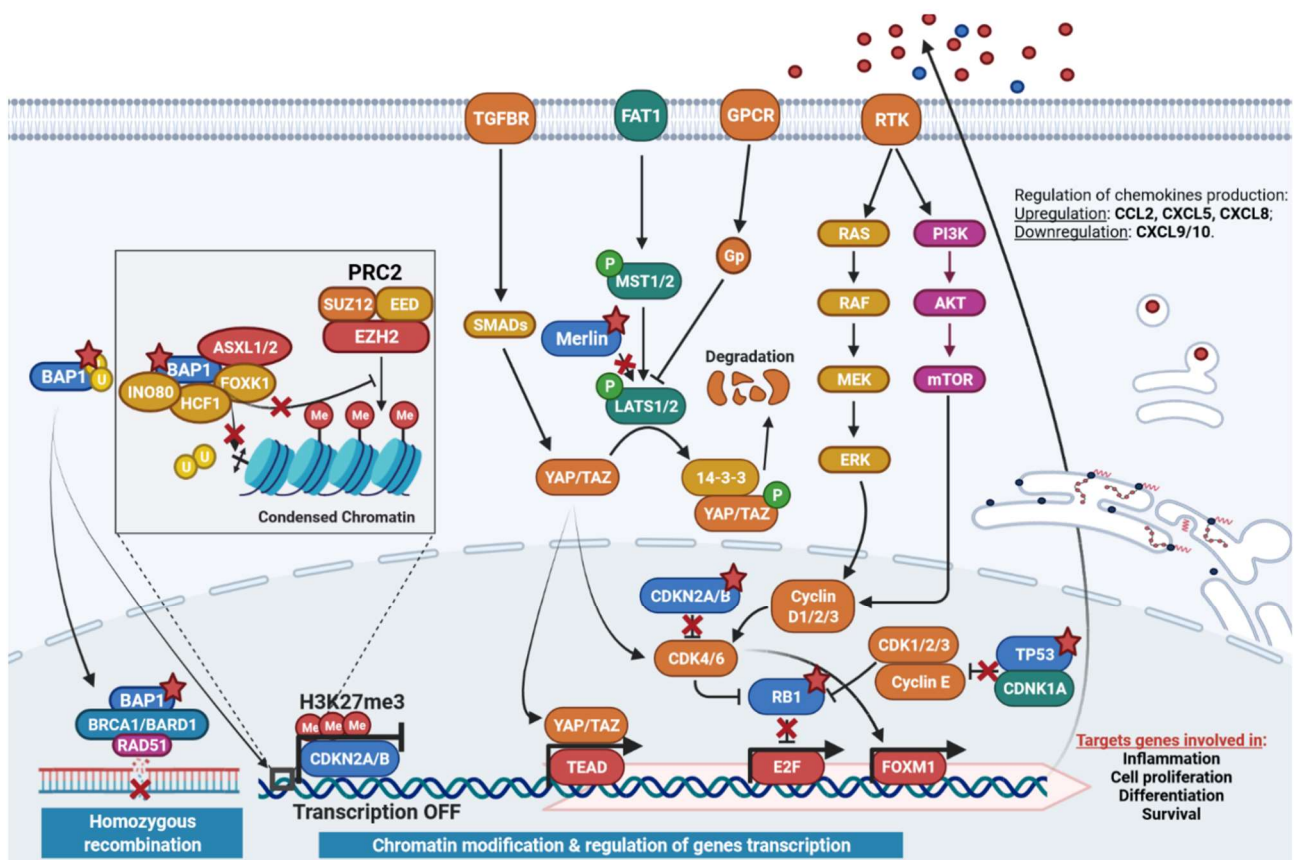 TGFBR
FAT1
GPCR
RTK
Regulation of chemokines production:
Upregulation: CCL2, CXCL5, CXCL8;
Downregulation: CXCL9/10.
RAS
PI3K
Gp
PRC2
P
MST1/2
SUZ12
EED
RAF
AKT
SMADs
Merlin
EZH2
ASXL1/2
Degradation
BAP1
U
U
BAP1
INO80
FOXK1
HCF1
P
LATS1/2
MEK
mTOR
Me
Me
Me
U
U
ERK
YAP/TAZ
14-3-3
P
YAP/TAZ
Condensed Chromatin
CDKN2A/B
Cyclin
D1/2/3
CDK4/6
CDK1/2/3
Cyclin E
TP53
CDNK1A
RB1
BAP1
BRCA1/BARD1
RAD51
H3K27me3
Me
Me
Me
CDKN2A/B
YAP/TAZ
TEAD
E2F
FOXM1
Targets genes involved in:
Inflammation
Cell proliferation
Differentiation
Survival
Transcription OFF
Homozygous
recombination
Chromatin modification & regulation of genes transcription